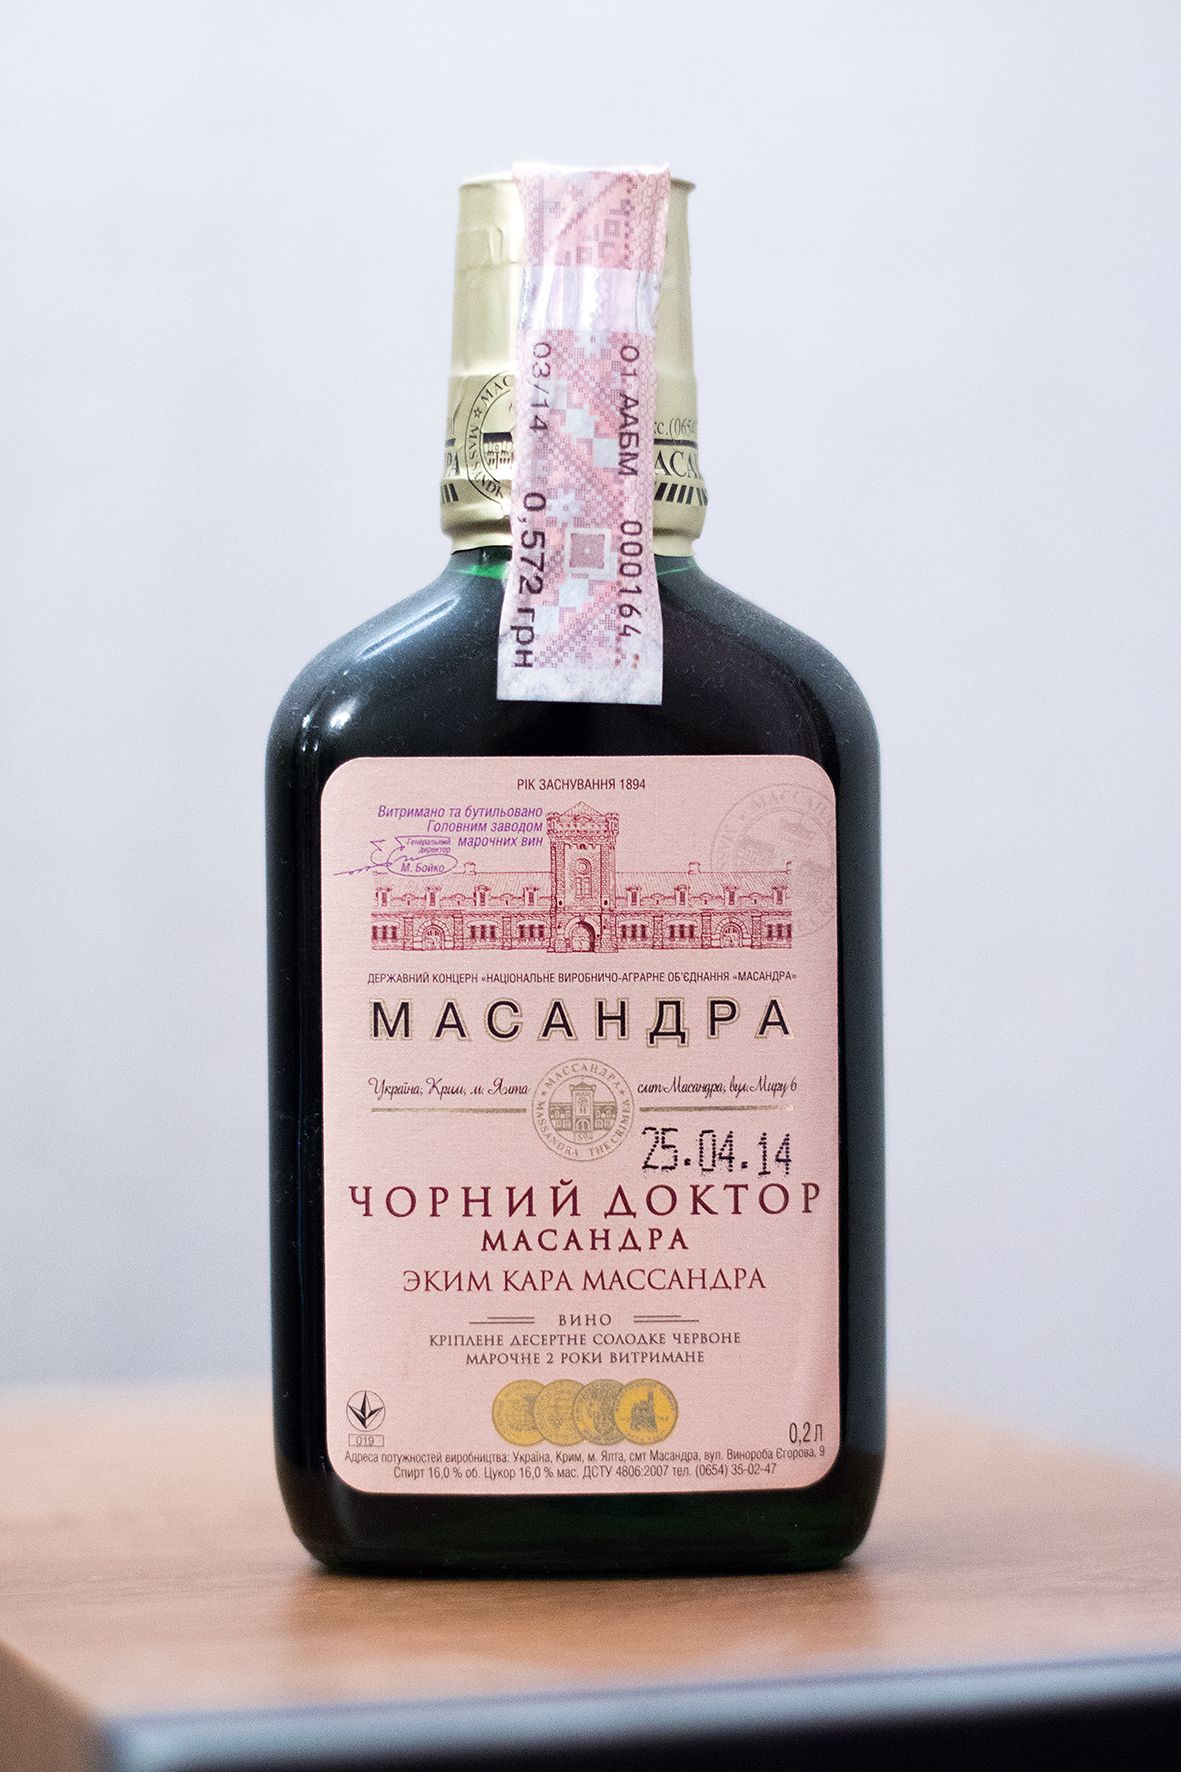 03/14 0,572 грн
01 ААБМ 000164
РІК ЗАСНУВАННЯ 1894
Витримано та бутильовано
Головним заводом
марочних вин
Генеральний
директор
М. Бойко
ДЕРЖАВНИЙ КОНЦЕРН «НАЦІОНАЛЬНЕ ВИРОБНИЧО-АГРАРНЕ ОБ'ЄДНАННЯ «МАСАНДРА»
МАСАНДРА
Україна, Крим, м. Ялта смт Масандра, вул. Миру 6
МАССАНДРА
MASSANDRA THE CRIMEA
25.04.14
ЧОРНИЙ ДОКТОР
МАСАНДРА
ЭКИМ КАРА МАССАНДРА
ВИНО
КРІПЛЕНЕ ДЕСЕРТНЕ СОЛОДКЕ ЧЕРВОНЕ
МАРОЧНЕ 2 РОКИ ВИТРИМАНЕ
019
0,2 л
Адреса потужностей виробництва: Україна, Крим, м. Ялта, смт Масандра, вул. Винороба Єгорова, 9
Спирт 16.0 % об. Цукор 16,0 % мас. ДСТУ 4806:2007 тел. (0654) 35-02-47